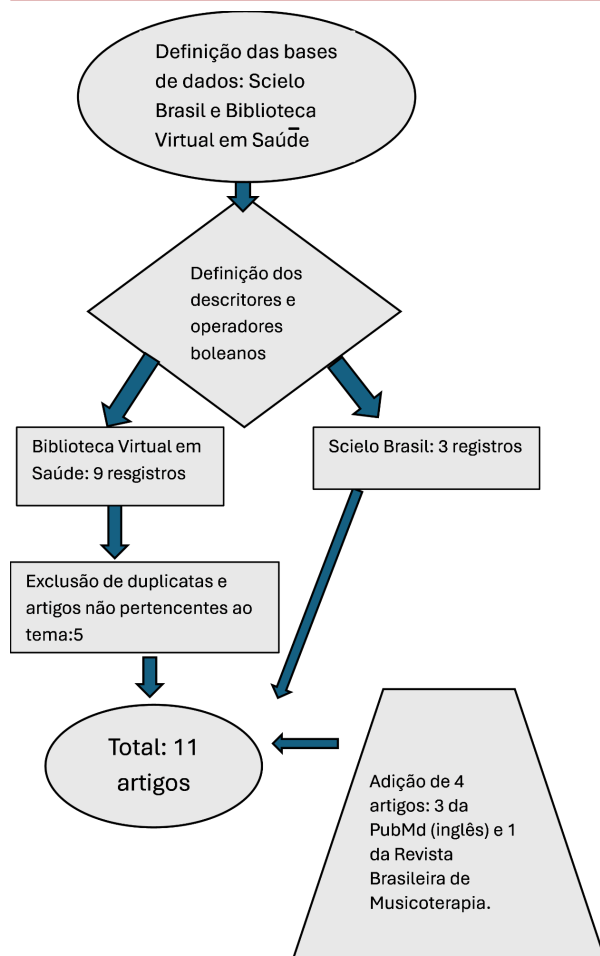 Definição das bases
de dados: Scielo
Brasil e Biblioteca
Virtual em Saúde
Definição dos
descritores e
operadores
boleanos
Biblioteca Virtual em
Saúde: 9 resgistros
Scielo Brasil: 3 registros
Exclusão de duplicatas e
artigos não pertencentes ao
tema:5
Total: 11
artigos
Adição de 4
artigos: 3 da
PubMd (inglês) e 1
da Revista
Brasileira de
Musicoterapia.